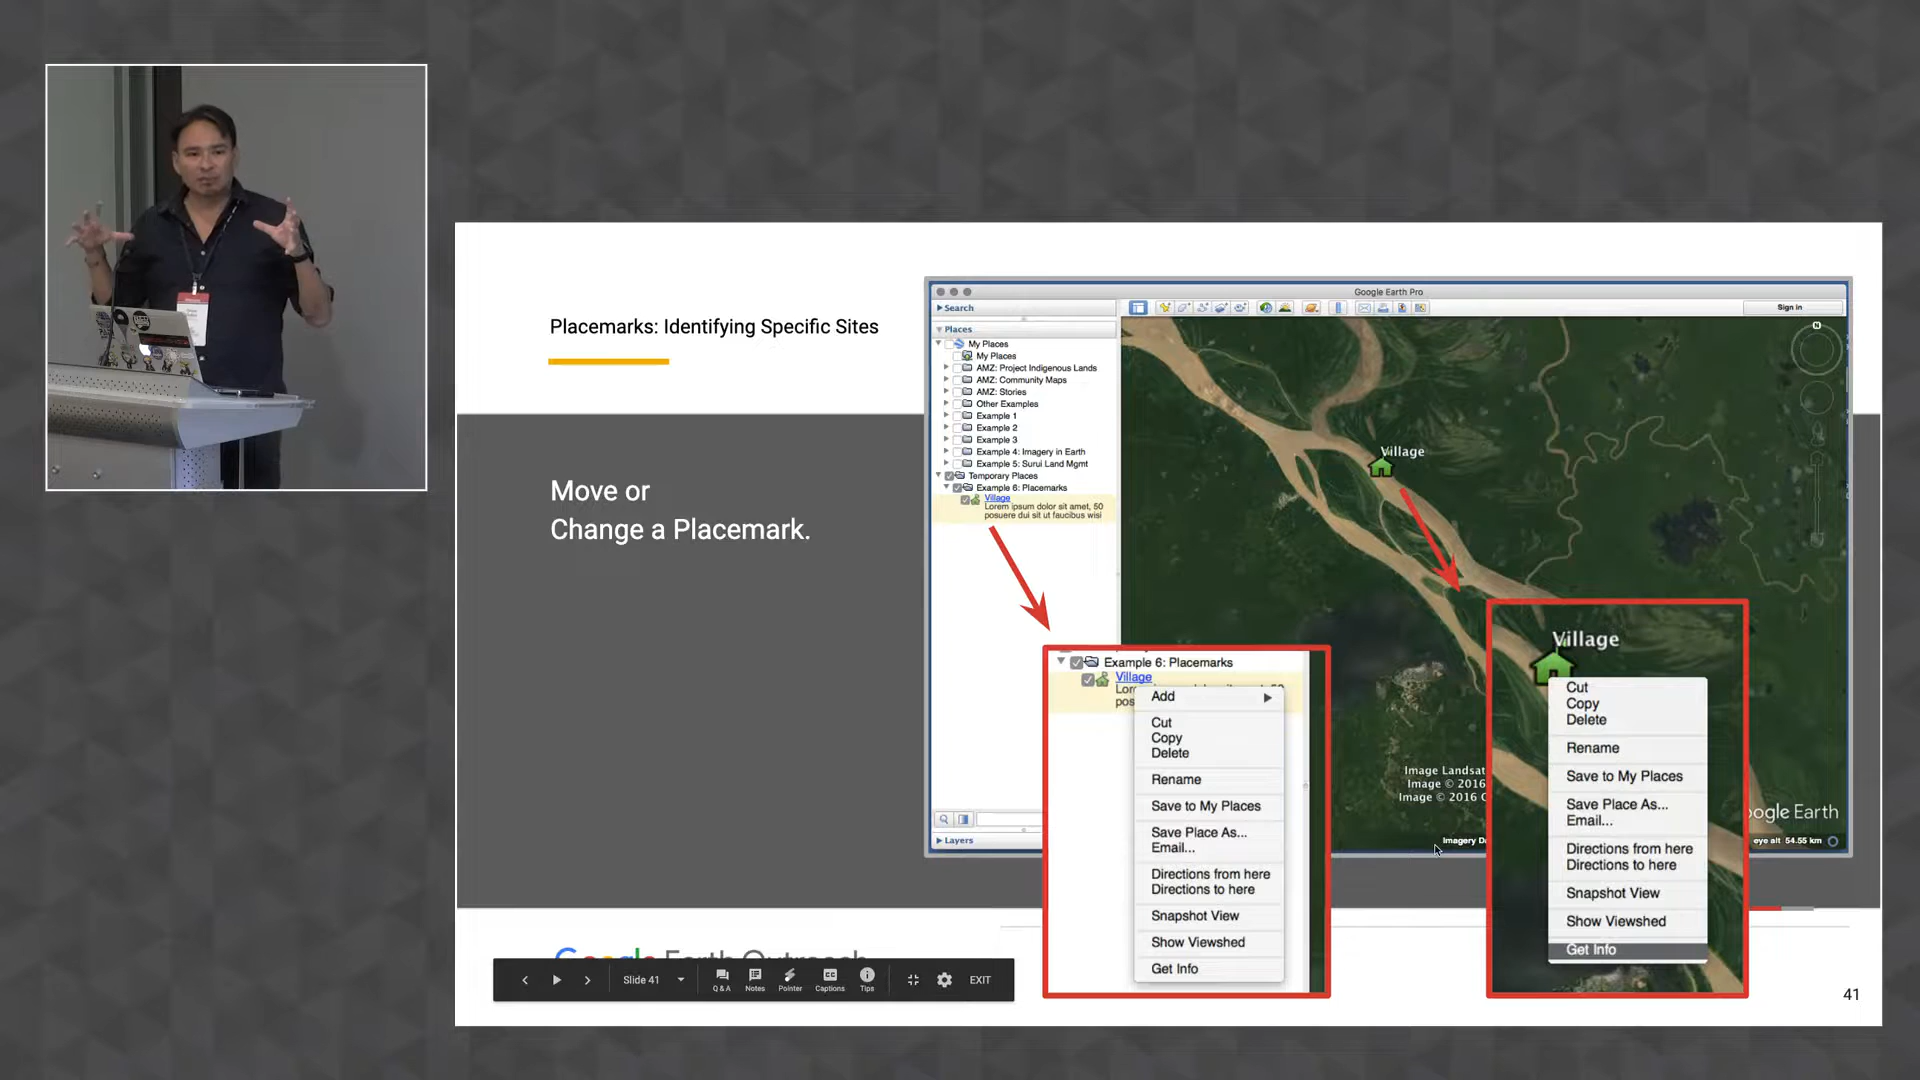 Placemarks: Identifying Specific Sites
Move or
Change a Placemark.
Google Earth Pro
Search
Sign in
Places
My Places
My Places
AMZ: Project Indigenous Lands
AMZ: Community Maps
AMZ: Stories
Other Examples
Example 1
Example 2
Example 3
Example 4: Imagery in Earth
Example 5: Surui Land Mgmt
Temporary Places
Example 6: Placemarks
Village
Lorem ipsum dolor sit amet, 50
posuere dui sit ut faucibus wisi
Layers
N
Village
Image Landsat
Image © 2016
Image © 2016 C
Imagery D
ogle Earth
eye alt 54.55 km
Example 6: Placemarks
Village
Lor
pos
Add
Cut
Copy
Delete
Rename
Save to My Places
Save Place As...
Email...
Directions from here
Directions to here
Snapshot View
Show Viewshed
Get Info
Village
Cut
Copy
Delete
Rename
Save to My Places
Save Place As...
Email...
Directions from here
Directions to here
Snapshot View
Show Viewshed
Get Info
Google Earth Outreach
Slide 41
Q & A
Notes
Pointer
CC
Captions
Tips
EXIT
41